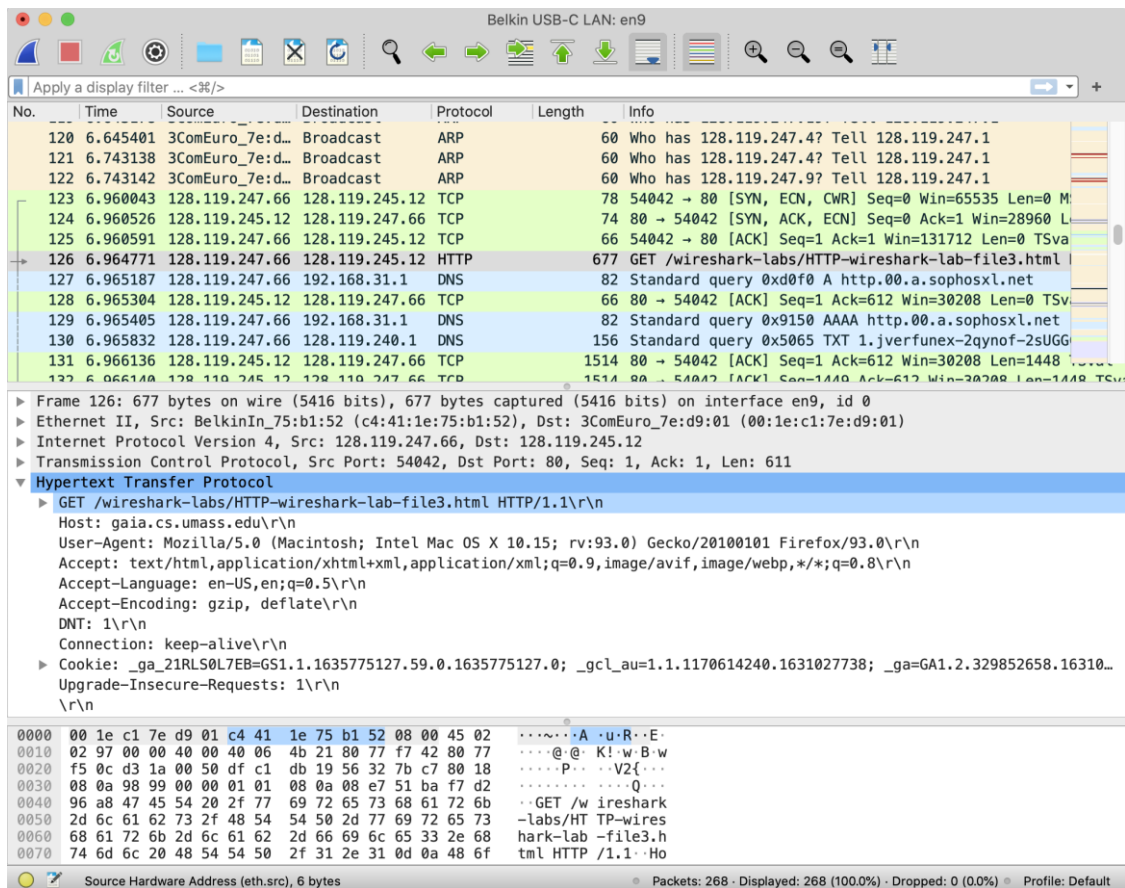 Belkin USB-C LAN: en9
Apply a display filter ... <⌘/>
+
No. Time Source Destination Protocol Length Info
120 6.645401 3ComEuro_7e:d… Broadcast ARP 60 Who has 128.119.247.4? Tell 128.119.247.1
121 6.743138 3ComEuro_7e:d… Broadcast ARP 60 Who has 128.119.247.4? Tell 128.119.247.1
122 6.743142 3ComEuro_7e:d… Broadcast ARP 60 Who has 128.119.247.9? Tell 128.119.247.1
123 6.960043 128.119.247.66 128.119.245.12 TCP 78 54042 → 80 [SYN, ECN, CWR] Seq=0 Win=65535 Len=0 M
124 6.960526 128.119.245.12 128.119.247.66 TCP 74 80 → 54042 [SYN, ACK, ECN] Seq=0 Ack=1 Win=28960 L
125 6.960591 128.119.247.66 128.119.245.12 TCP 66 54042 → 80 [ACK] Seq=1 Ack=1 Win=131712 Len=0 TSva
126 6.964771 128.119.247.66 128.119.245.12 HTTP 677 GET /wireshark-labs/HTTP-wireshark-lab-file3.html
127 6.965187 128.119.247.66 192.168.31.1 DNS 82 Standard query 0xd0f0 A http.00.a.sophosxl.net
128 6.965304 128.119.245.12 128.119.247.66 TCP 66 80 → 54042 [ACK] Seq=1 Ack=612 Win=30208 Len=0 TSv
129 6.965405 128.119.247.66 192.168.31.1 DNS 82 Standard query 0x9150 AAAA http.00.a.sophosxl.net
130 6.965832 128.119.247.66 128.119.240.1 DNS 156 Standard query 0x5065 TXT 1.jverfunex-2qynof-2sUGG
131 6.966136 128.119.245.12 128.119.247.66 TCP 1514 80 → 54042 [ACK] Seq=1 Ack=612 Win=30208 Len=1448
132 6.966140 128.119.245.12 128.119.247.66 TCP 1514 80 → 54042 [ACK] Seq=1449 Ack=612 Win=30208 Len=1448 TSv
Frame 126: 677 bytes on wire (5416 bits), 677 bytes captured (5416 bits) on interface en9, id 0
Ethernet II, Src: BelkinIn_75:b1:52 (c4:41:1e:75:b1:52), Dst: 3ComEuro_7e:d9:01 (00:1e:c1:7e:d9:01)
Internet Protocol Version 4, Src: 128.119.247.66, Dst: 128.119.245.12
Transmission Control Protocol, Src Port: 54042, Dst Port: 80, Seq: 1, Ack: 1, Len: 611
Hypertext Transfer Protocol
GET /wireshark-labs/HTTP-wireshark-lab-file3.html HTTP/1.1\r\n
Host: gaia.cs.umass.edu\r\n
User-Agent: Mozilla/5.0 (Macintosh; Intel Mac OS X 10.15; rv:93.0) Gecko/20100101 Firefox/93.0\r\n
Accept: text/html,application/xhtml+xml,application/xml;q=0.9,image/avif,image/webp,*/*;q=0.8\r\n
Accept-Language: en-US,en;q=0.5\r\n
Accept-Encoding: gzip, deflate\r\n
DNT: 1\r\n
Connection: keep-alive\r\n
Cookie: _ga_21RLS0L7EB=GS1.1.1635775127.59.0.1635775127.0; _gcl_au=1.1.1170614240.1631027738; _ga=GA1.2.329852658.16310…
Upgrade-Insecure-Requests: 1\r\n
\r\n
0000 00 1e c1 7e d9 01 c4 41 1e 75 b1 52 08 00 45 02 ···~···A ·u·R··E·
0010 02 97 00 00 40 00 40 06 4b 21 80 77 f7 42 80 77 ····@·@· K!·w·B·w
0020 f5 0c d3 1a 00 50 df c1 db 19 56 32 7b c7 80 18 ·····P·· ··V2{···
0030 08 0a 98 99 00 00 01 01 08 0a 08 e7 51 ba f7 d2 ········ ····Q···
0040 96 a8 47 45 54 20 2f 77 69 72 65 73 68 61 72 6b ··GET /w ireshark
0050 2d 6c 61 62 73 2f 48 54 54 50 2d 77 69 72 65 73 -labs/HT TP-wires
0060 68 61 72 6b 2d 6c 61 62 2d 66 69 6c 65 33 2e 68 hark-lab -file3.h
0070 74 6d 6c 20 48 54 54 50 2f 31 2e 31 0d 0a 48 6f tml HTTP /1.1··Ho
Source Hardware Address (eth.src), 6 bytes Packets: 268 · Displayed: 268 (100.0%) · Dropped: 0 (0.0%) Profile: Default